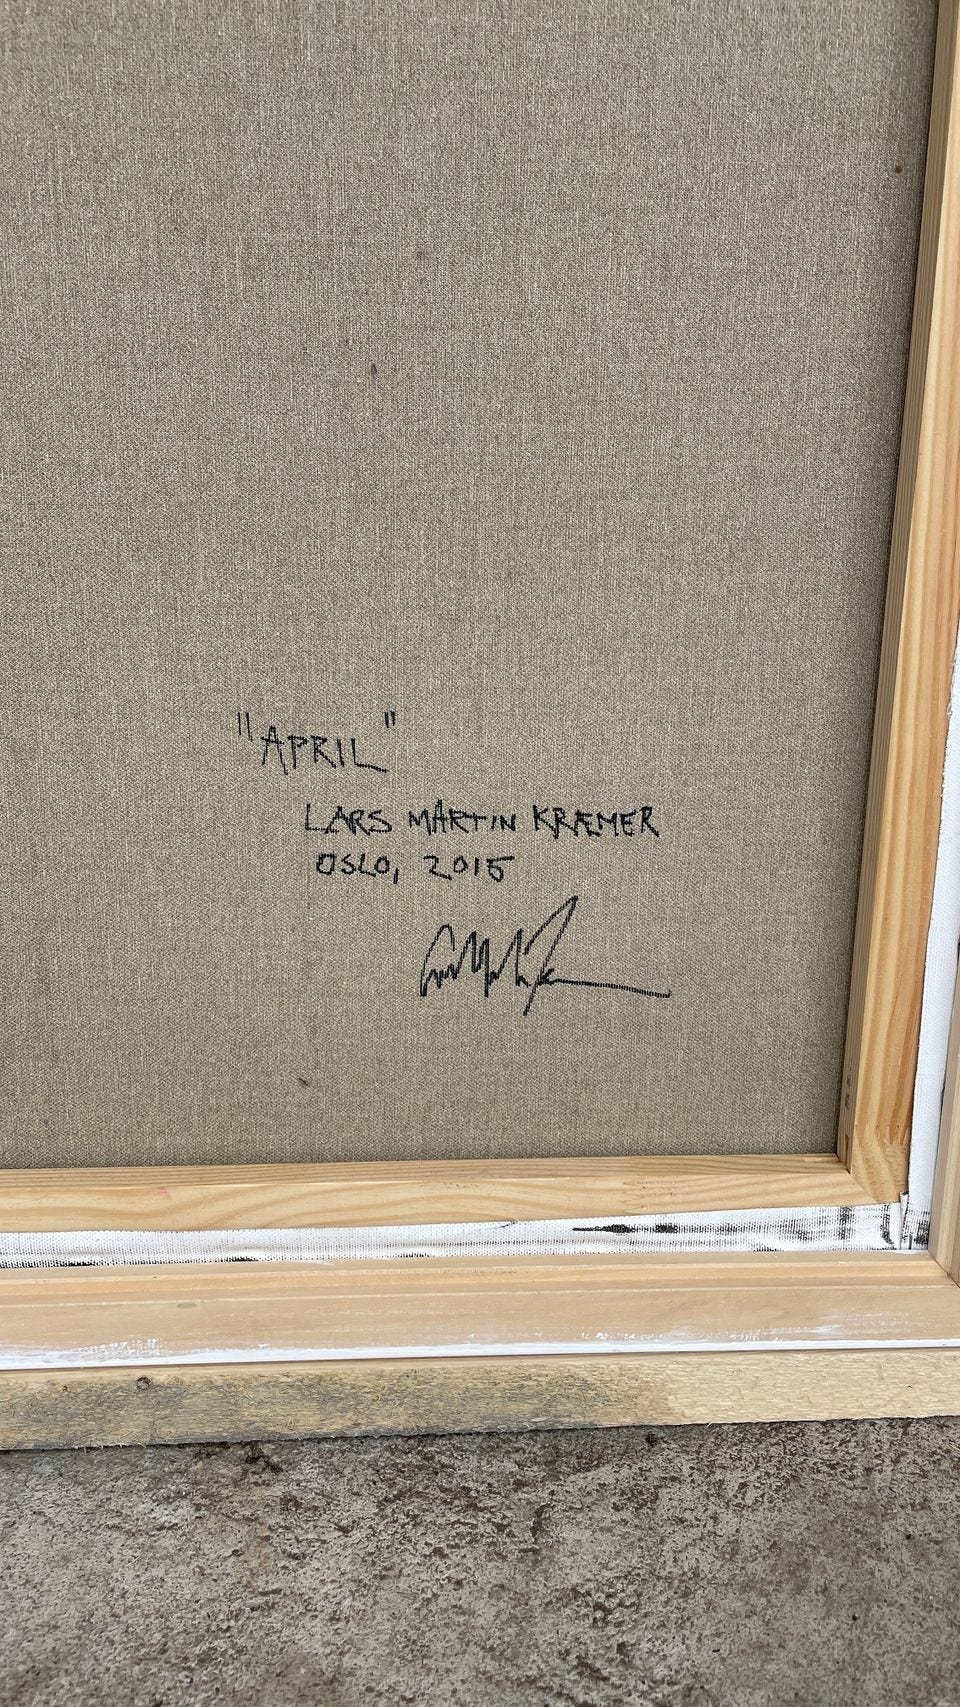 "APRIL"
LARS MARTIN KRÆMER
OSLO, 2015